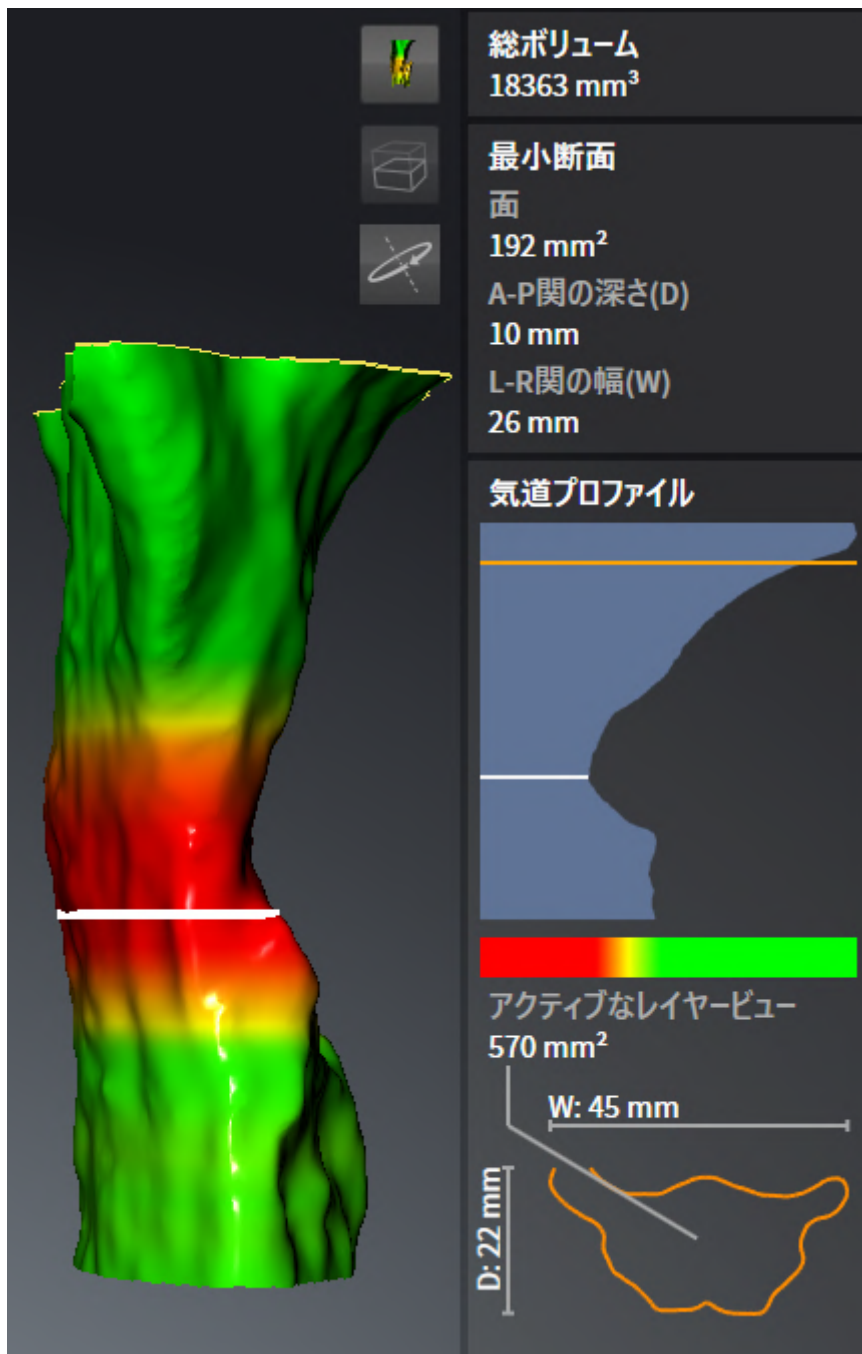 総ボリューム
18363 mm³
最小断面
面
192 mm²
A-P関の深さ(D)
10 mm
L-R関の幅(W)
26 mm
気道プロファイル
アクティブなレイヤービュー
570 mm²
W: 45 mm
D: 22 mm